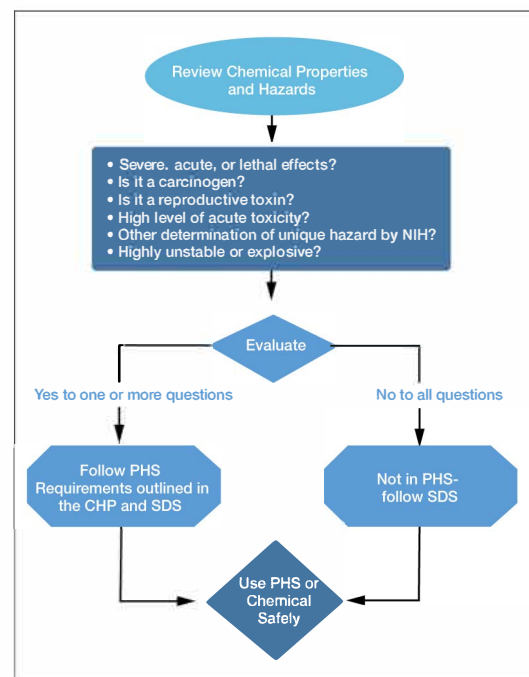 Review Chemical Properties
and Hazards
• Severe. acute, or lethal effects?
• Is it a carcinogen?
• Is it a reproductive toxin?
• High level of acute toxicity?
• Other determination of unique hazard by NIH?
• Highly unstable or explosive?
Evaluate
Yes to one or more questions
No to all questions
Follow PHS
Requirements outlined in
the CHP and SDS
Not in PHS-
follow SDS
Use PHS or
Chemical
Safely